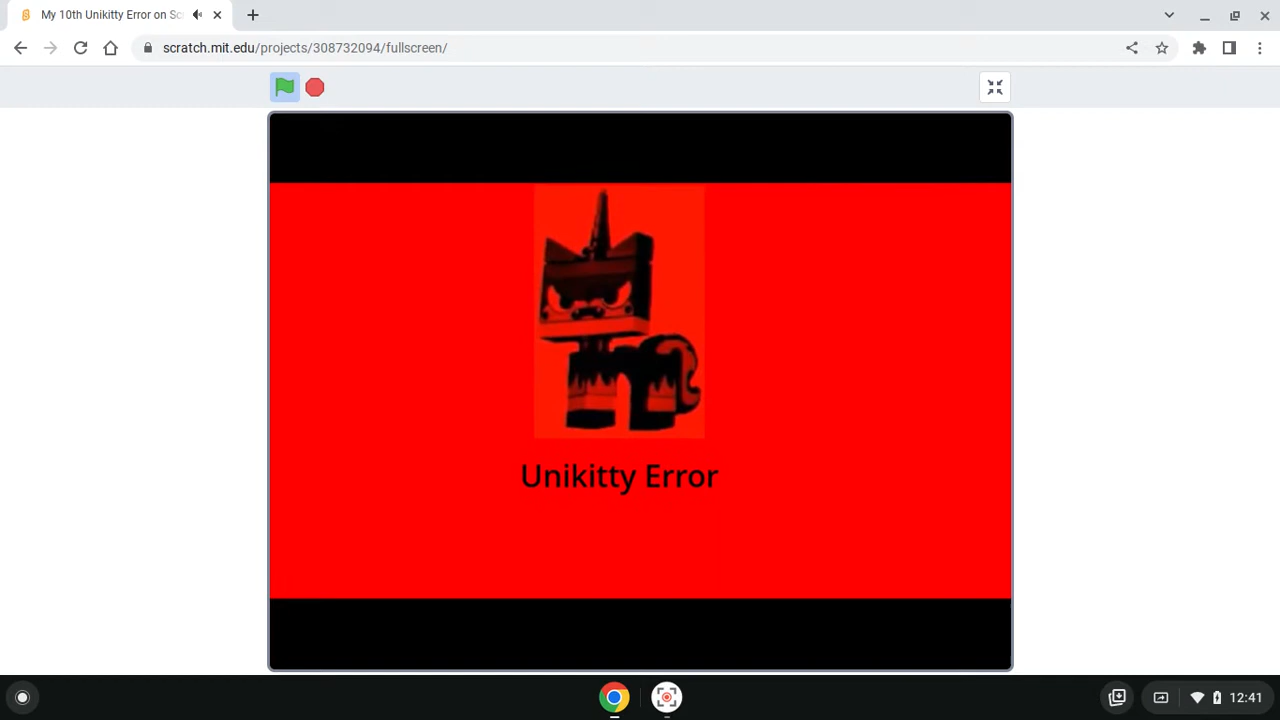 My 10th Unikitty Error on Sc
scratch.mit.edu/projects/308732094/fullscreen/
Unikitty Error
12:41